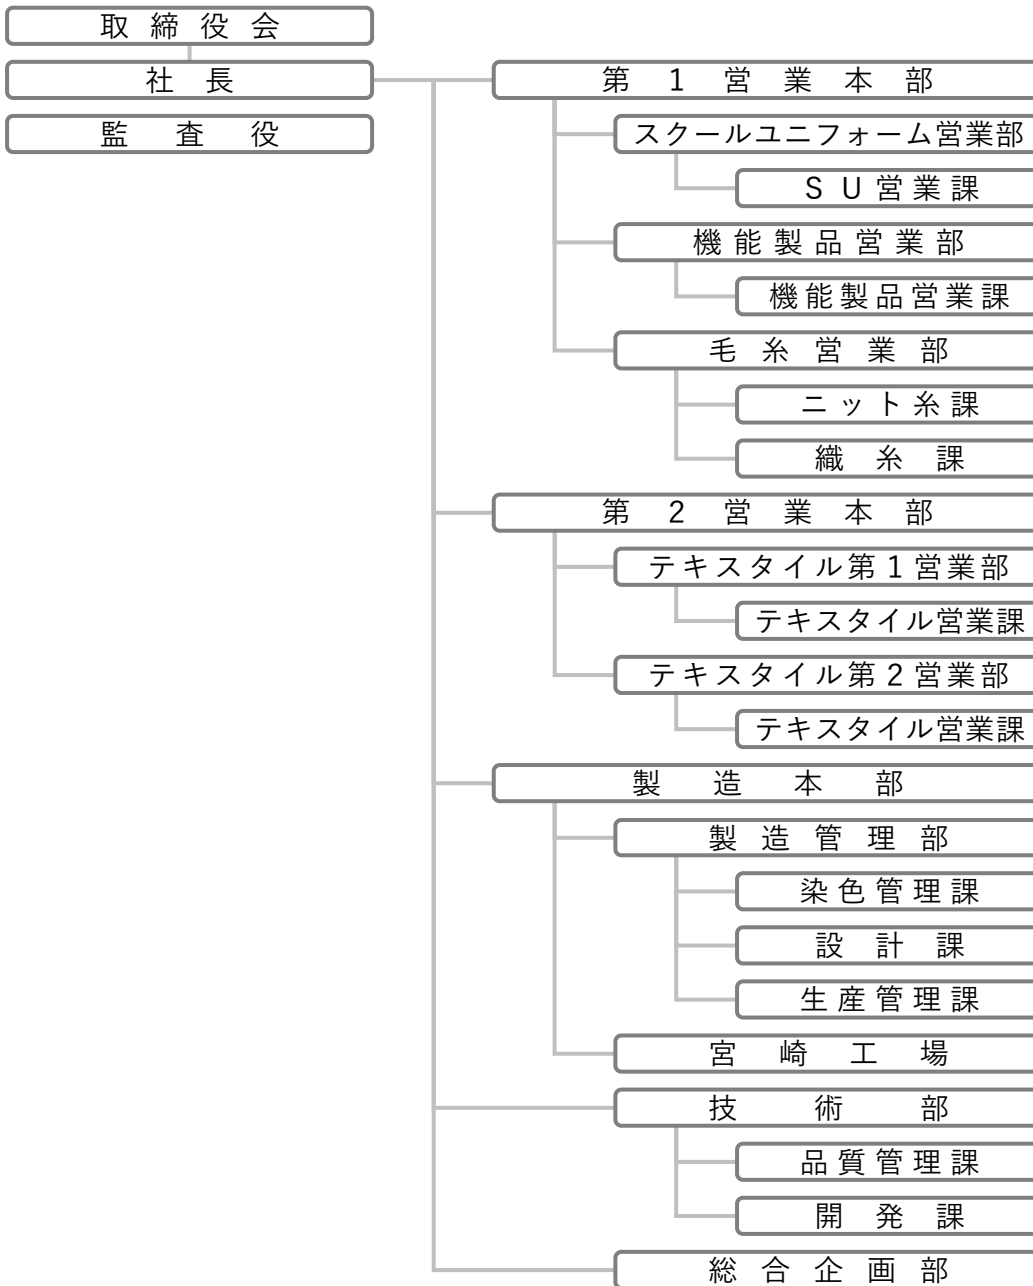 取締役会
社長
監査役
第1営業本部
スクールユニフォーム営業部
SU営業課
機能製品営業部
機能製品営業課
毛糸営業部
ニット糸課
織糸課
第2営業本部
テキスタイル第1営業部
テキスタイル営業課
テキスタイル第2営業部
テキスタイル営業課
製造本部
製造管理部
染色管理課
設計課
生産管理課
宮崎工場
技術部
品質管理課
開発課
総合企画部